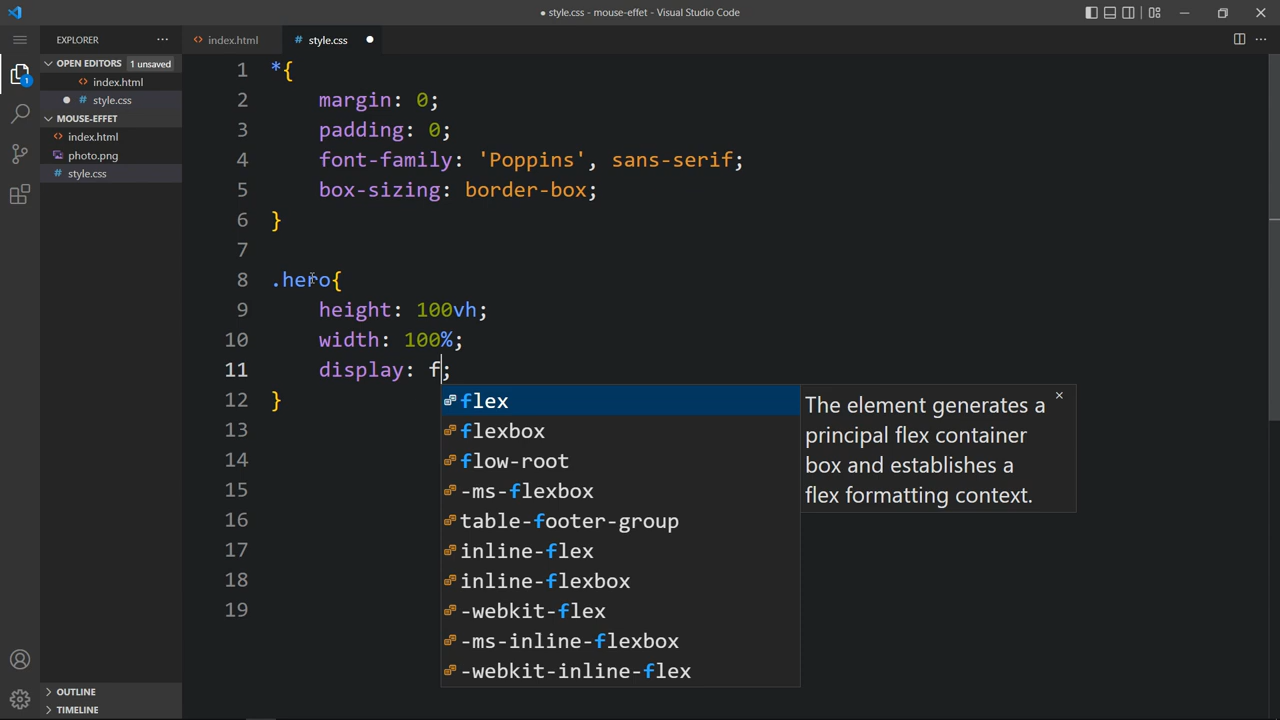 ● style.css - mouse-effet - Visual Studio Code
EXPLORER
OPEN EDITORS 1 unsaved
<> index.html
● # style.css
MOUSE-EFFET
<> index.html
photo.png
# style.css
OUTLINE
TIMELINE
1
<> index.html
# style.css ●
1 *{
2 margin: 0;
3 padding: 0;
4 font-family: 'Poppins', sans-serif;
5 box-sizing: border-box;
6 }
7
8 .hero{
9 height: 100vh;
10 width: 100%;
11 display: f;
12 }
13
14
15
16
17
18
19
flex
flexbox
flow-root
-ms-flexbox
table-footer-group
inline-flex
inline-flexbox
-webkit-flex
-ms-inline-flexbox
-webkit-inline-flex
The element generates a
principal flex container
box and establishes a
flex formatting context.